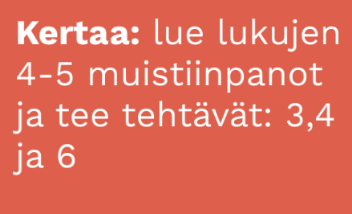 Kertaa: lue lukujen
4-5 muistiinpanot
ja tee tehtävät: 3,4
ja 6